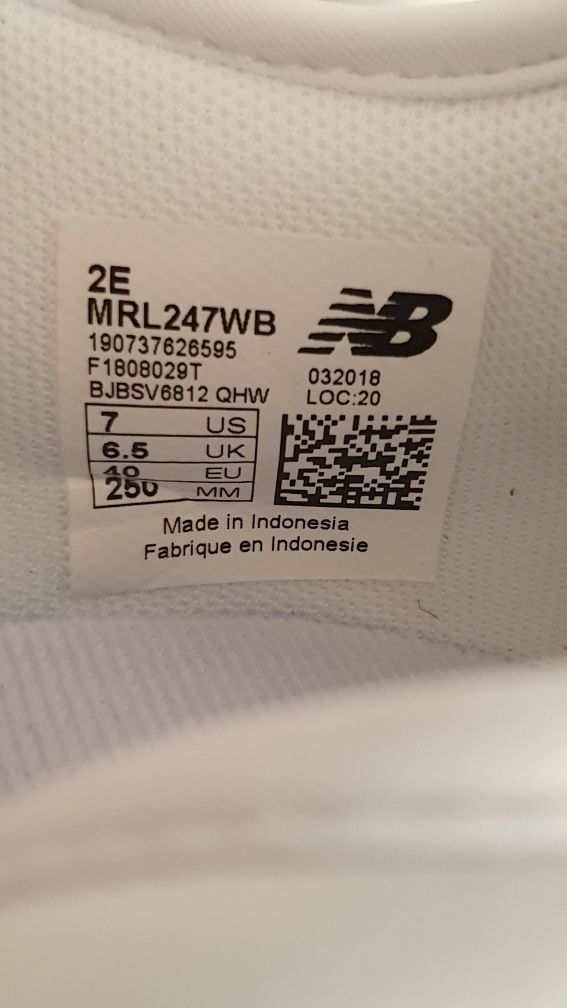 2E
MRL247WB
190737626595
F1808029T
BJBSV6812 QHW
NB
032018
LOC:20
7 US
6.5 UK
40 EU
250 MM
Made in Indonesia
Fabrique en Indonesie